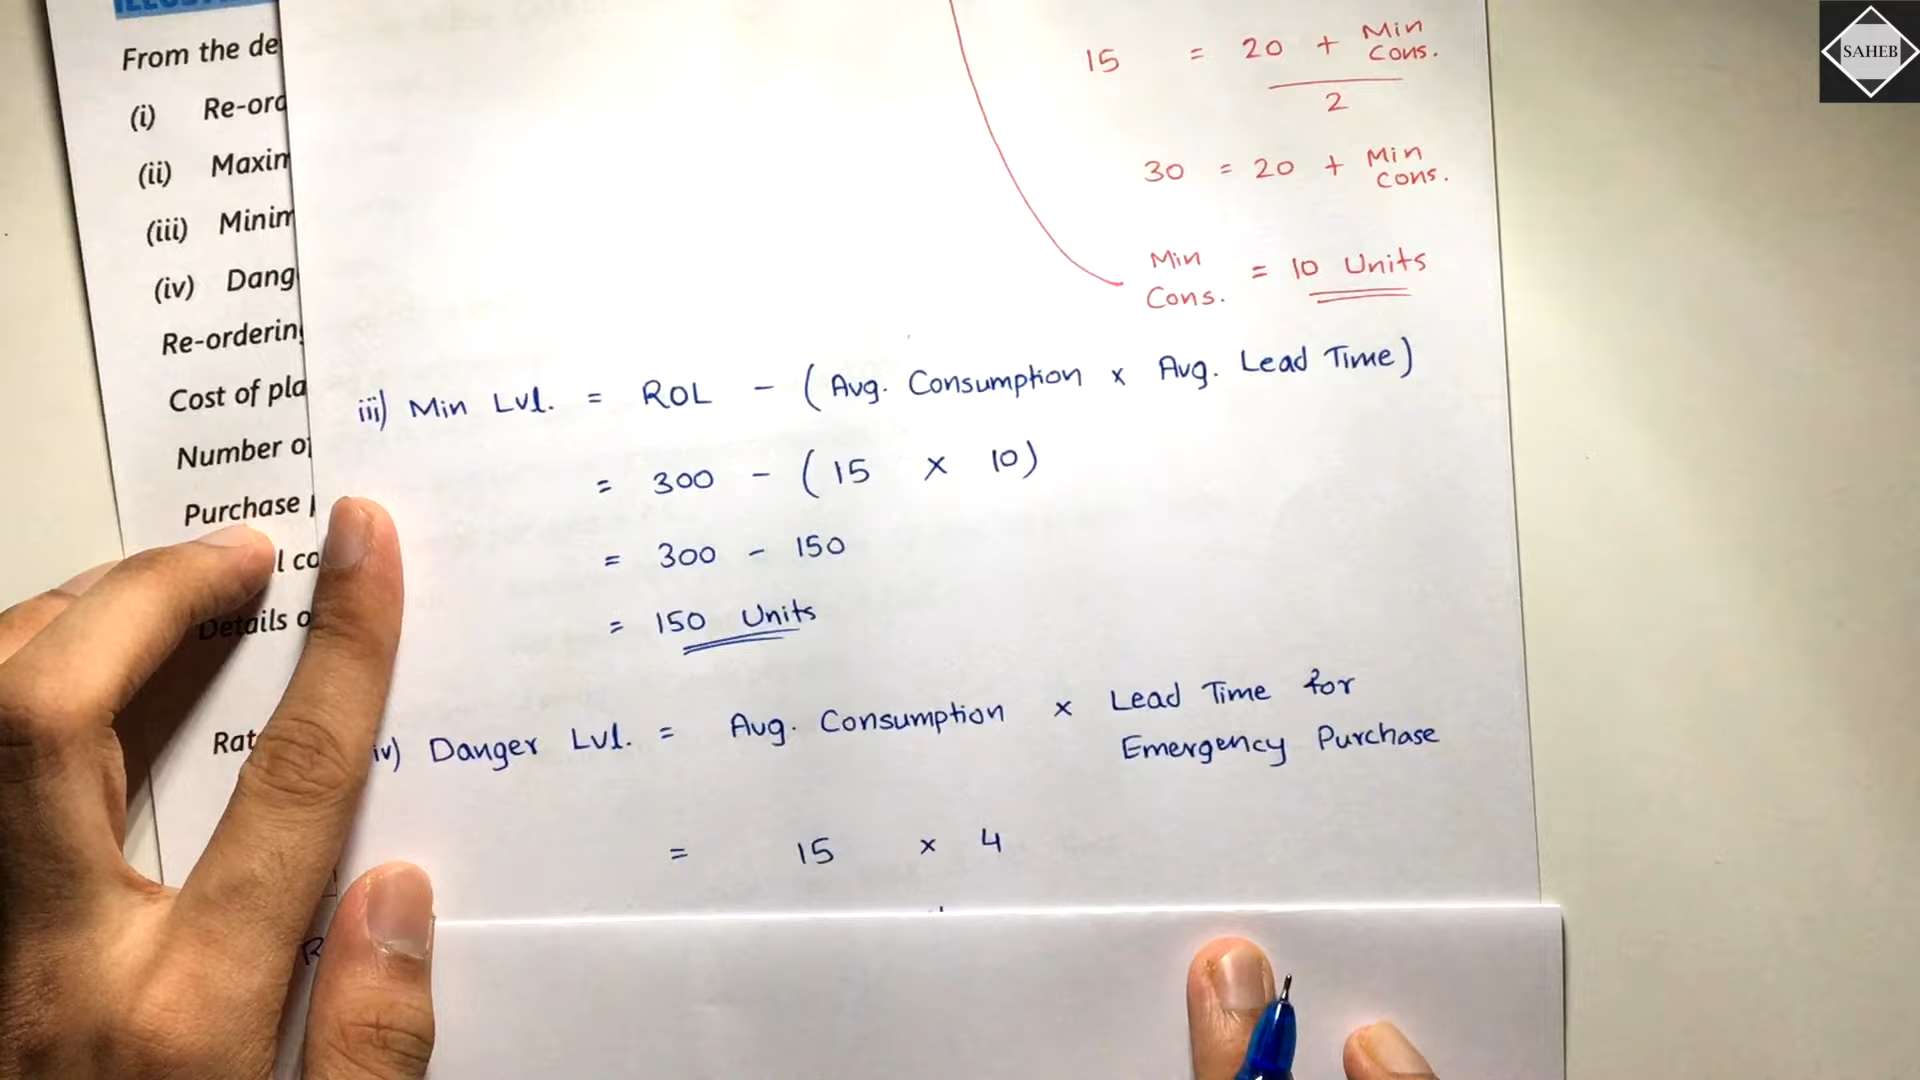 From the de
(i) Re-ord
(ii) Maxim
(iii) Minim
(iv) Dang
Re-ordering
Cost of pla
Number of
Purchase p
l co
Details o
Rat
SAHEB
15 = 20 + Min Cons.
2
30 = 20 + Min Cons.
Min Cons. = 10 Units
iii) Min Lvl. = ROL - (Avg. Consumption x Avg. Lead Time)
= 300 - (15 x 10)
= 300 - 150
= 150 Units
iv) Danger Lvl. = Avg. Consumption x Lead Time for
Emergency Purchase
= 15 x 4
R